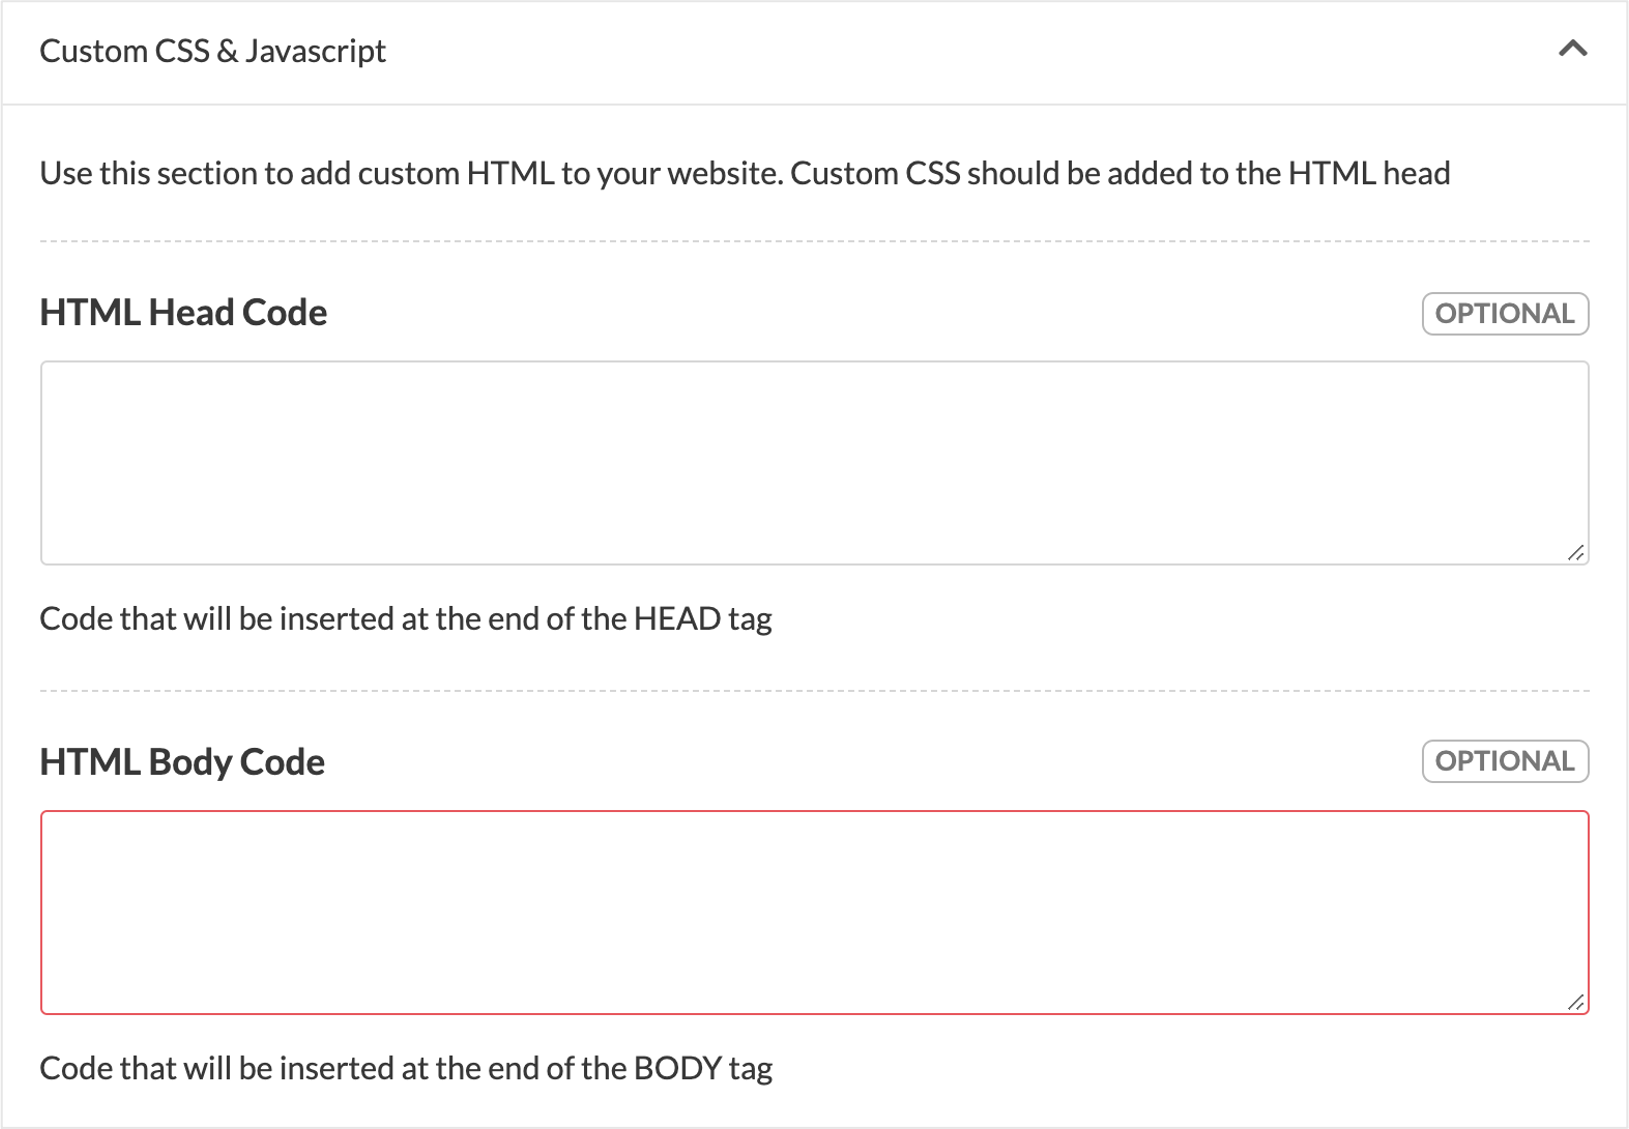 Custom CSS & Javascript
Use this section to add custom HTML to your website. Custom CSS should be added to the HTML head
HTML Head Code
OPTIONAL
Code that will be inserted at the end of the HEAD tag
HTML Body Code
OPTIONAL
Code that will be inserted at the end of the BODY tag